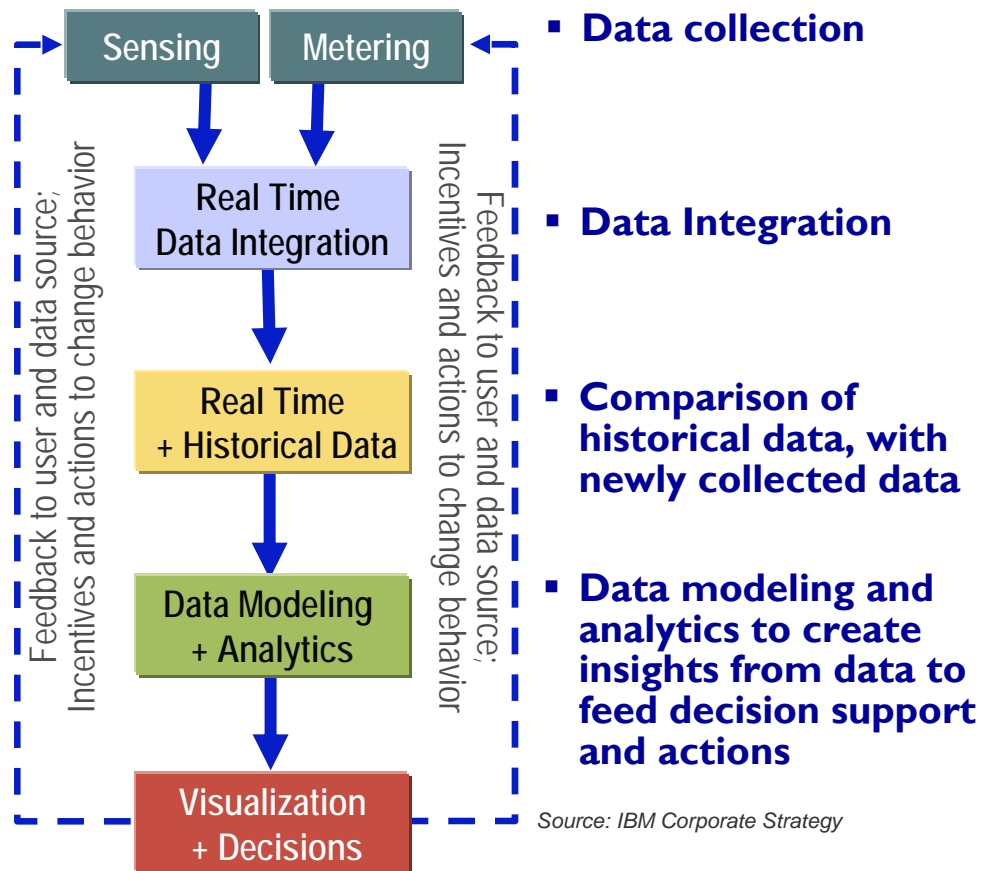 Sensing
Metering
▪ Data collection
Feedback to user and data source;
Incentives and actions to change behavior
Feedback to user and data source;
Incentives and actions to change behavior
Real Time
Data Integration
▪ Data Integration
Real Time
+ Historical Data
▪ Comparison of
historical data, with
newly collected data
Data Modeling
+ Analytics
▪ Data modeling and
analytics to create
insights from data to
feed decision support
and actions
Visualization
+ Decisions
Source: IBM Corporate Strategy